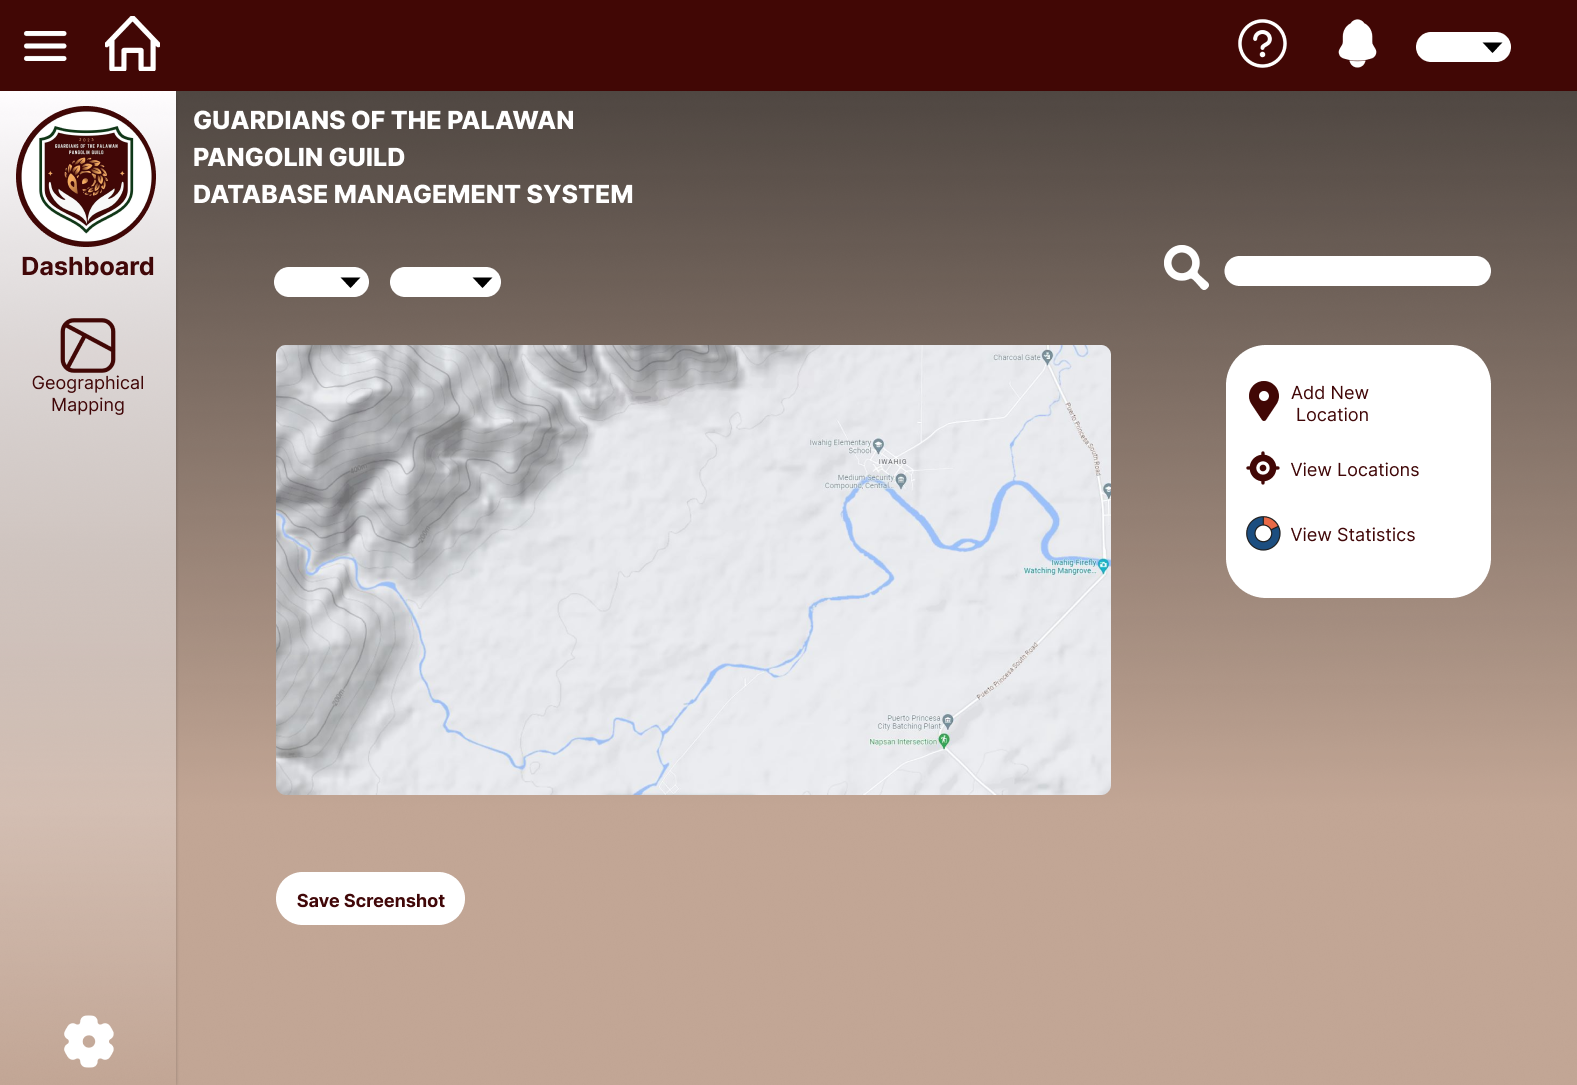 GUARDIANS OF THE PALAWAN
PANGOLIN GUILD
DATABASE MANAGEMENT SYSTEM
2017
GUARDIANS OF THE PALAWAN
PANGOLIN GUILD
Dashboard
Geographical
Mapping
Charcoal Gate
Puerto Princesa South Road
Iwahig Elementary
School
IWAHIG
Medium Security
Compound, Central...
Iwahig Firefly
Watching Mangrove...
Puerto Princesa South Road
Puerto Princesa
City Batching Plant
Napsan Intersection
Add New
Location
View Locations
View Statistics
Save Screenshot